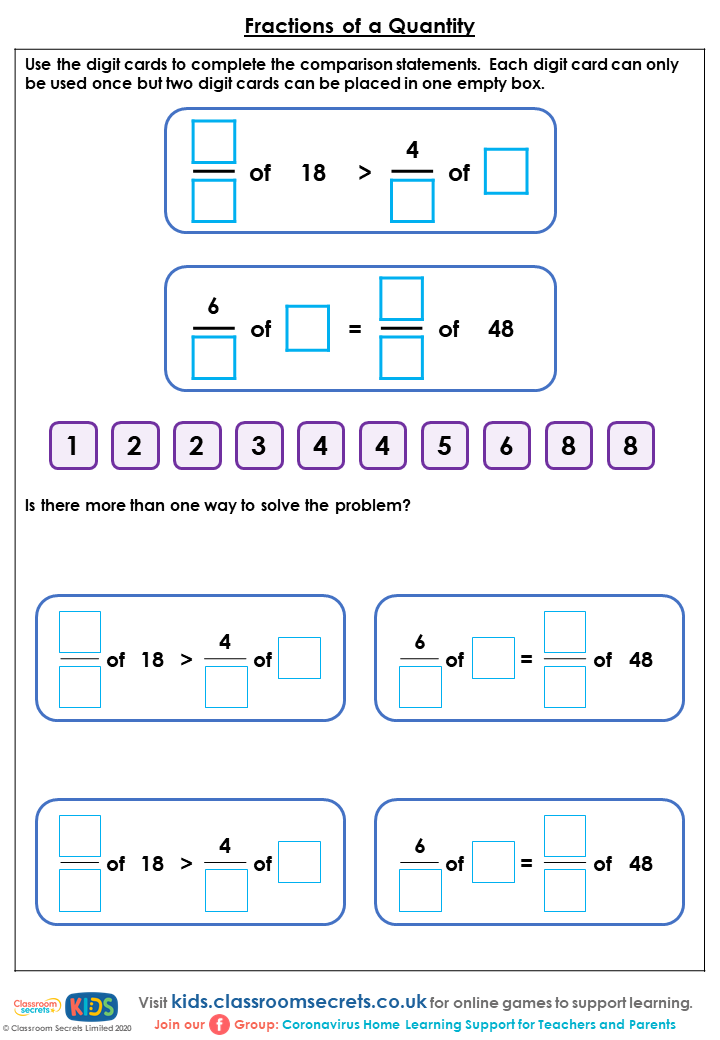 Fractions of a Quantity
Use the digit cards to complete the comparison statements. Each digit card can only
be used once but two digit cards can be placed in one empty box.
4
of 18 > of
6
of = of 48
1 2 2 3 4 4 5 6 8 8
Is there more than one way to solve the problem?
4
of 18 > of
6
of = of 48
4
of 18 > of
6
of = of 48
Classroom Secrets KIDS
© Classroom Secrets Limited 2020
Visit kids.classroomsecrets.co.uk for online games to support learning.
Join our f Group: Coronavirus Home Learning Support for Teachers and Parents